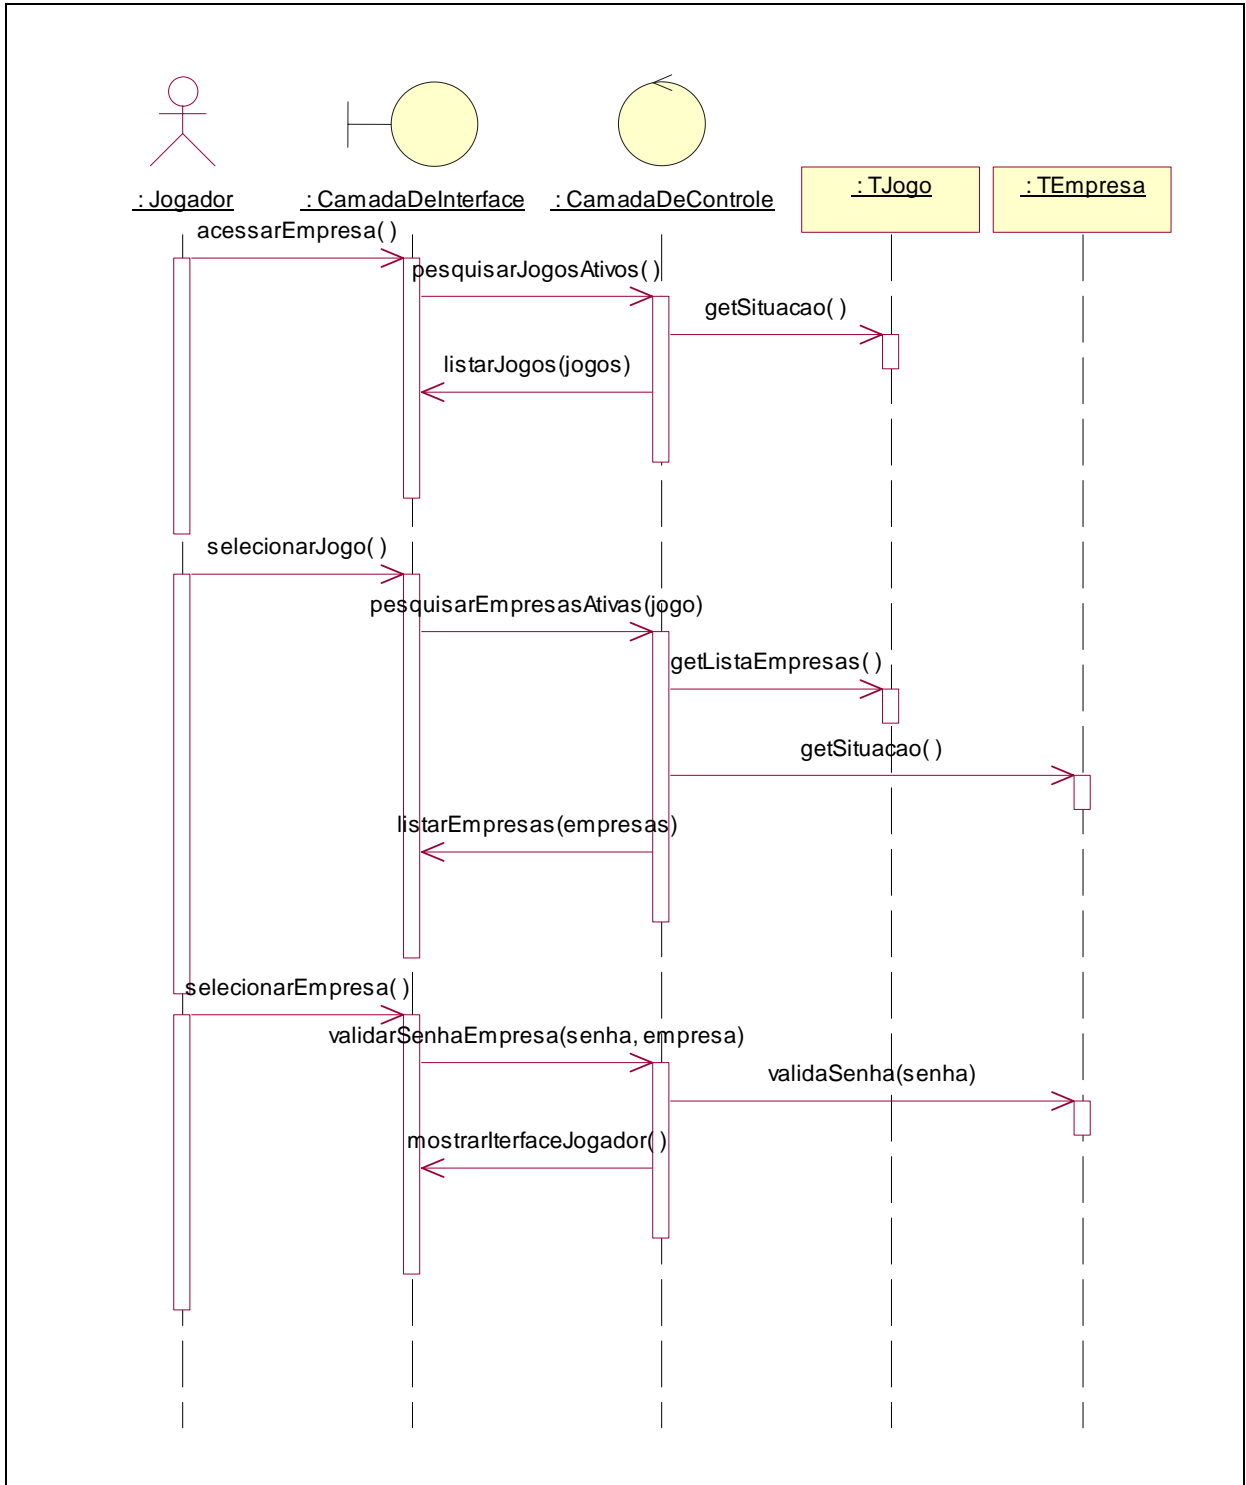 : Jogador
: CamadaDeInterface
: CamadaDeControle
: TJogo
: TEmpresa
acessarEmpresa( )
pesquisarJogosAtivos( )
getSituacao( )
listarJogos(jogos)
selecionarJogo( )
pesquisarEmpresasAtivas(jogo)
getListaEmpresas( )
getSituacao( )
listarEmpresas(empresas)
selecionarEmpresa( )
validarSenhaEmpresa(senha, empresa)
validaSenha(senha)
mostrarIterfaceJogador( )